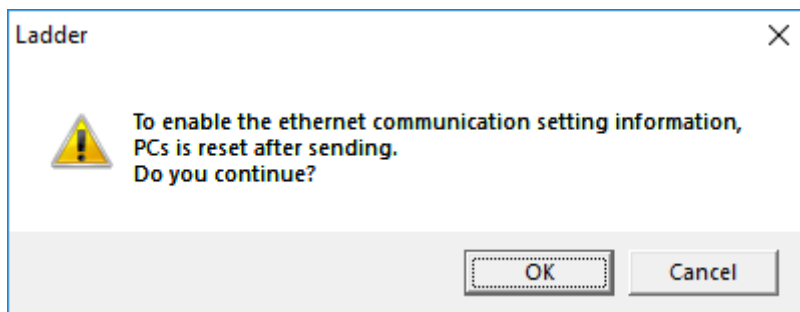 Ladder
To enable the ethernet communication setting information,
PCs is reset after sending.
Do you continue?
OK
Cancel